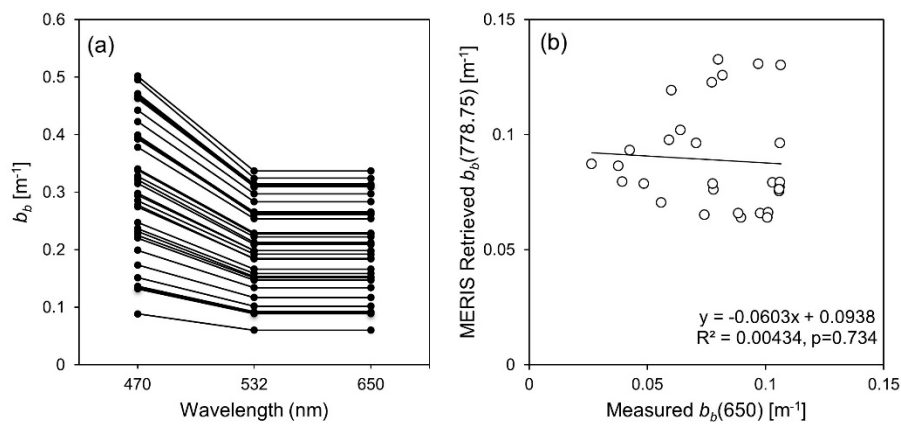 (a)
0.6
0.5
0.4
0.3
0.2
0.1
0
b_b [m⁻¹]
470 532 650
Wavelength (nm)
(b)
0.15
0.1
0.05
0
MERIS Retrieved b_b(778.75) [m⁻¹]
y = -0.0603x + 0.0938
R² = 0.00434, p=0.734
0 0.05 0.1 0.15
Measured b_b(650) [m⁻¹]